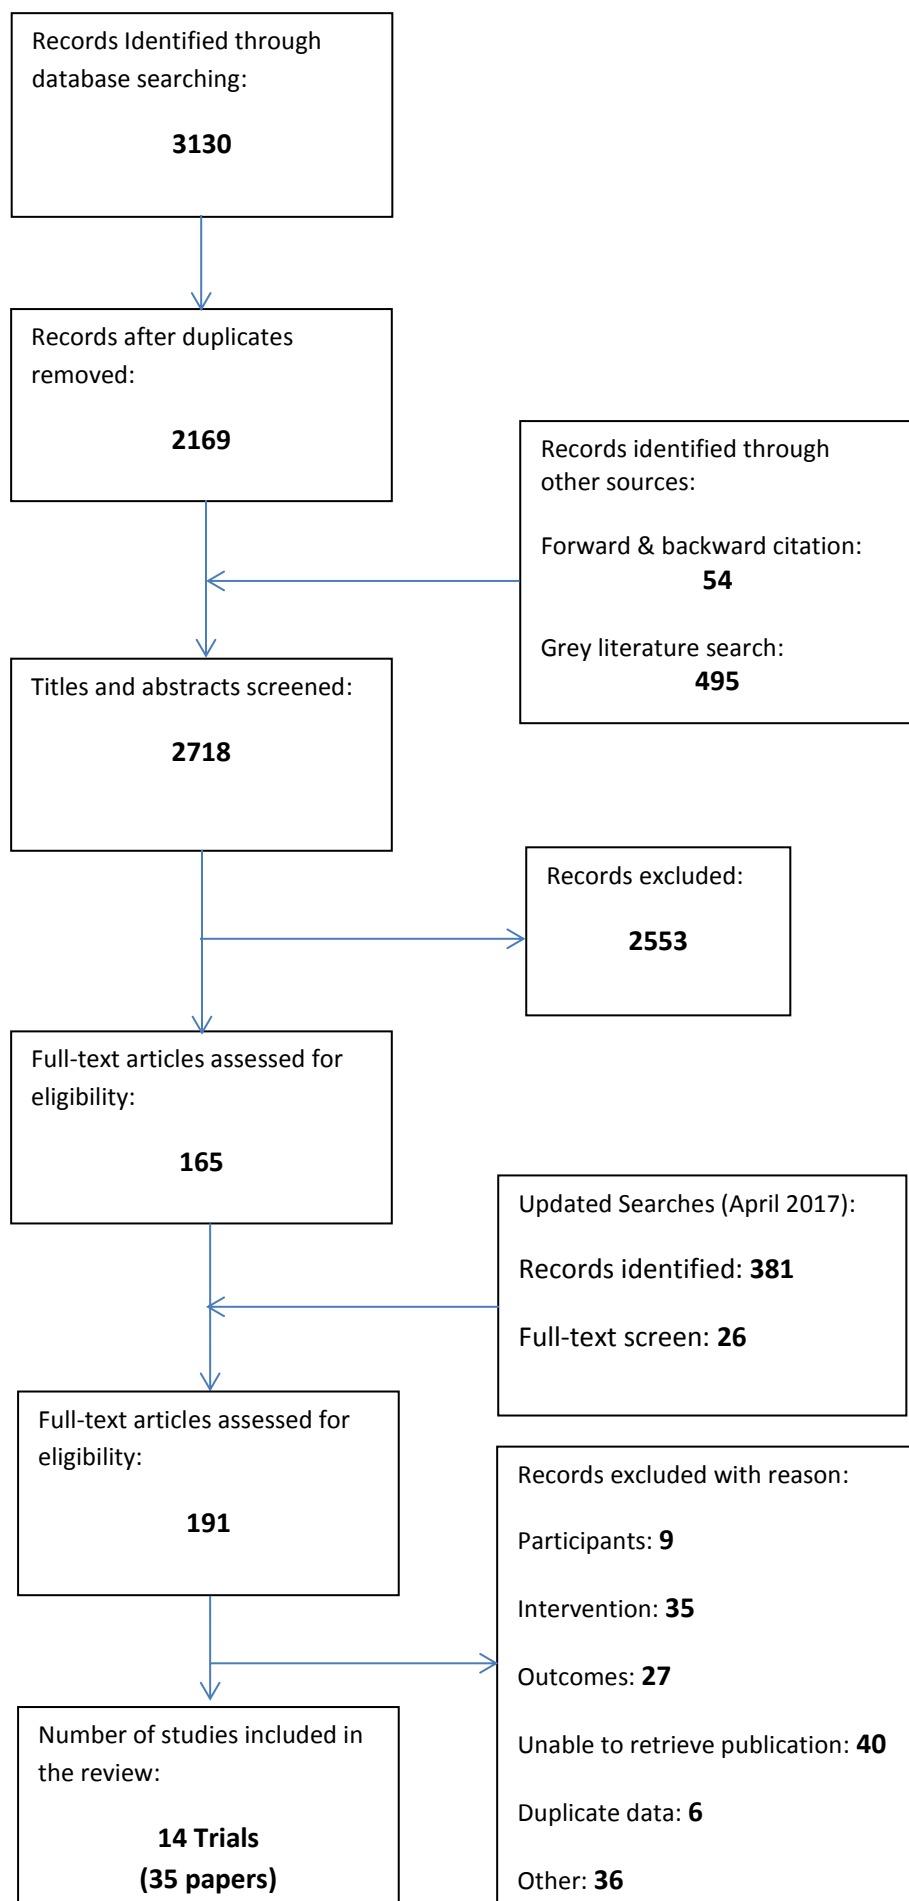 Records Identified through
database searching:
3130
Records after duplicates
removed:
2169
Records identified through
other sources:
Forward & backward citation:
54
Grey literature search:
495
Titles and abstracts screened:
2718
Records excluded:
2553
Full-text articles assessed for
eligibility:
165
Updated Searches (April 2017):
Records identified: 381
Full-text screen: 26
Full-text articles assessed for
eligibility:
191
Records excluded with reason:
Participants: 9
Intervention: 35
Outcomes: 27
Unable to retrieve publication: 40
Duplicate data: 6
Other: 36
Number of studies included in
the review:
14 Trials
(35 papers)